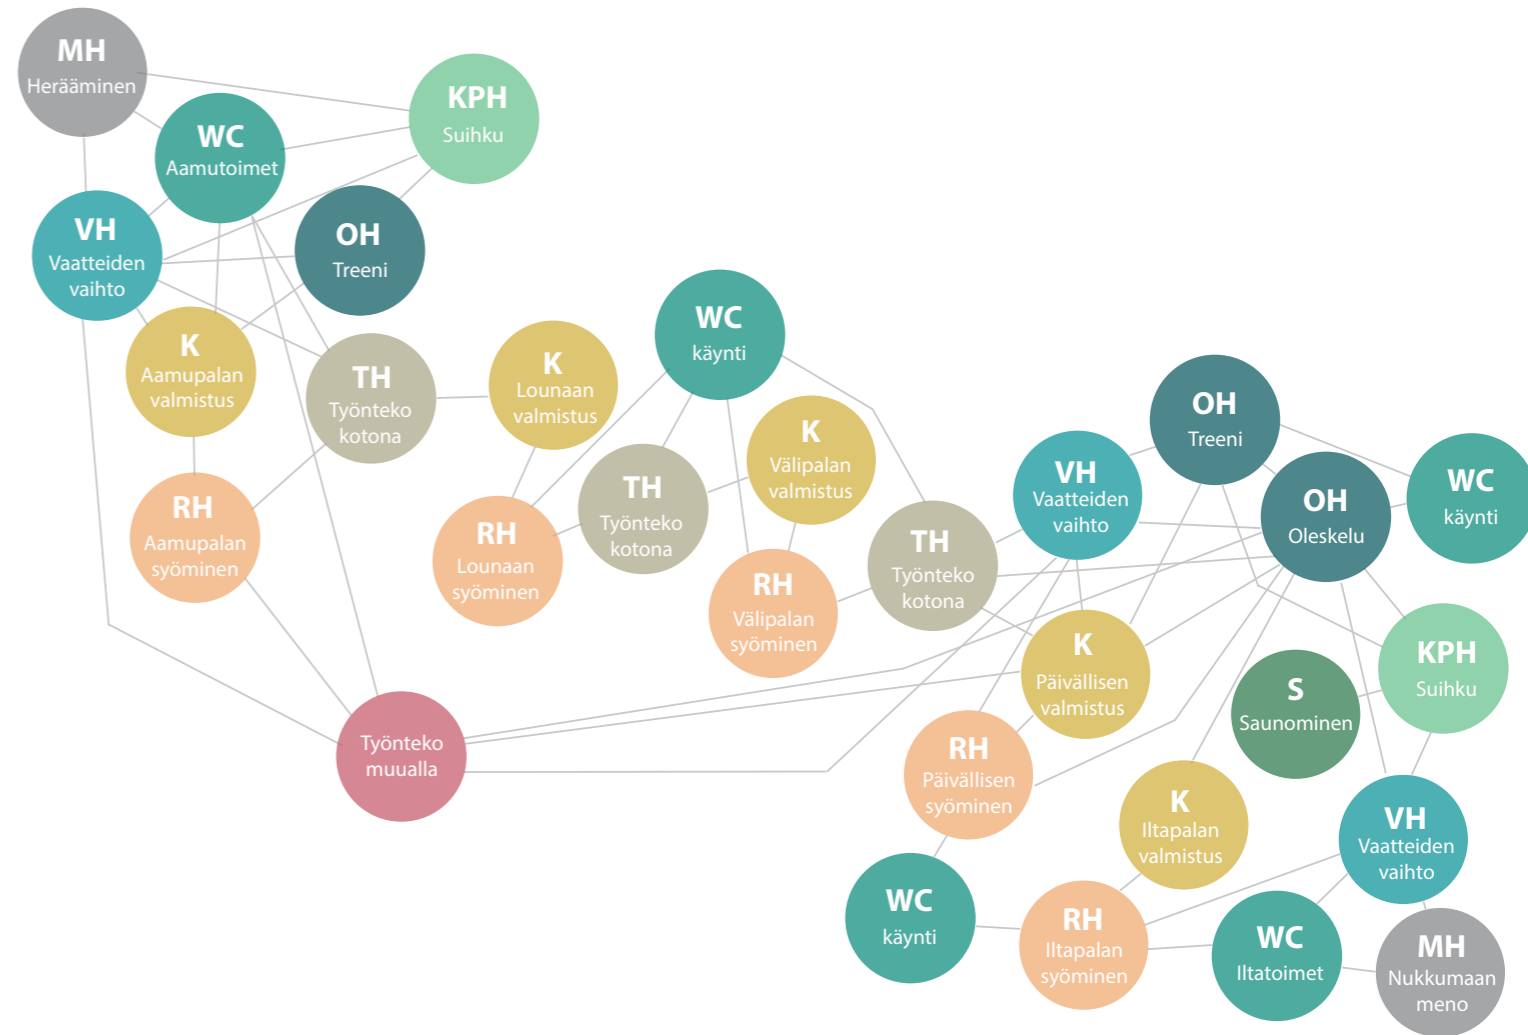 MH
Herääminen
KPH
Suihku
WC
Aamutoimet
VH
Vaatteiden
vaihto
OH
Treeni
K
Aamupalan
valmistus
TH
Työnteko
kotona
K
Lounaan
valmistus
WC
käynti
RH
Aamupalan
syöminen
RH
Lounaan
syöminen
TH
Työnteko
kotona
K
Välipalan
valmistus
RH
Välipalan
syöminen
TH
Työnteko
kotona
VH
Vaatteiden
vaihto
OH
Treeni
OH
Oleskelu
WC
käynti
Työnteko
muualla
K
Päivällisen
valmistus
S
Saunominen
KPH
Suihku
RH
Päivällisen
syöminen
K
Iltapalan
valmistus
VH
Vaatteiden
vaihto
WC
käynti
RH
Iltapalan
syöminen
WC
Iltatoimet
MH
Nukkumaan
meno